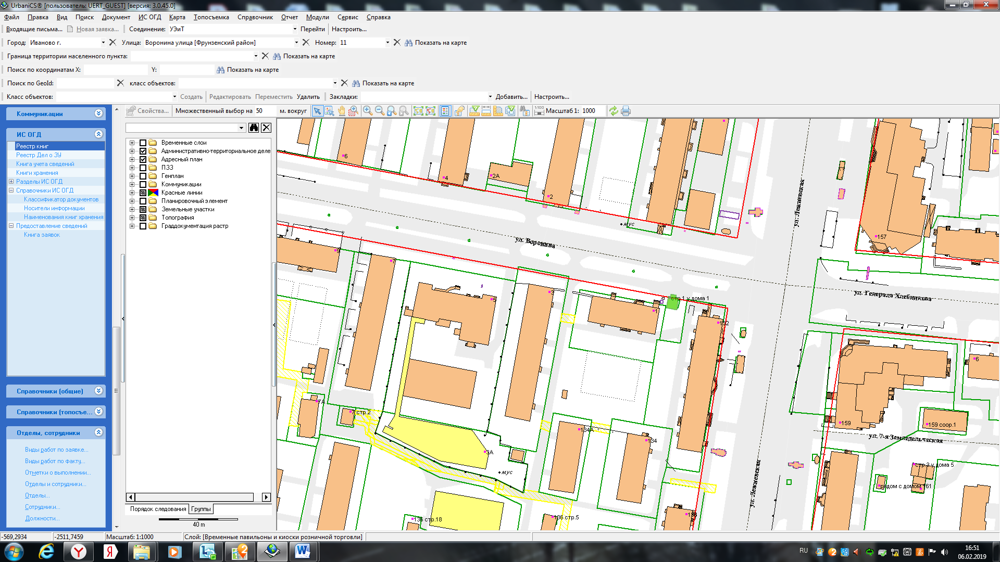 UrbaniCS® [пользователь: UERT_GUEST] [версия: 3.0.45.0]
Файл Правка Вид Поиск Документ ИС ОГД Карта Топосъемка Справочник Отчет Модули Сервис Справка
Входящие письма... Новая заявка... Соединение: УЭиТ Перейти Настроить...
Город: Иваново г. Улица: Воронина улица [Фрунзенский район] Номер: 11 Показать на карте
Граница территории населенного пункта: Показать на карте
Поиск по координатам X: Y: Показать на карте
Поиск по GeoId: класс объектов: Показать на карте
Класс объектов: Создать Редактировать Переместить Удалить Закладки: Добавить... Настроить...
Свойства... Множественный выбор на 50 м. вокруг 1:100 Масштаб 1: 1000
Коммуникации
ИС ОГД
Реестр книг
Реестр Дел о ЗУ
Книга учета сведений
Книги хранения
Разделы ИС ОГД
Справочники ИС ОГД
Классификатор документов
Носители информации
Наименования книг хранения
Предоставление сведений
Книга заявок
Справочники (общие)
Справочники (топосъе...
Отделы, сотрудники
Виды работ по заявке...
Виды работ по факту...
Отметки о выполнении...
Отделы и сотрудники...
Отделы...
Сотрудники...
Должности...
Временные слои
Административно-территориальное деле
Адресный план
ПЗЗ
Генплан
Коммуникации
Красные линии
Планировочный элемент
Земельные участки
Топография
Граддокументация растр
Порядок следования Группы
40 m
6
4
2А
2
мус
ул. Воронина
ул. Лежневская
157
ул. Генерала Хлебникова
9
7
5
3
1
стр 1 у дома 1
132
6
7А
7 стр.2
3А
мус
134А
134
159
159 соор.1
ул. 7-я Земледельческая
ул. Лежневская
стр 3 у дома 5
рядом с домом 161
136 стр.18
136 стр.5
136
-569,2934 -2511,7459 Масштаб: 1:1000 Слой: [Временные павильоны и киоски розничной торговли]
RU
16:51
06.02.2019